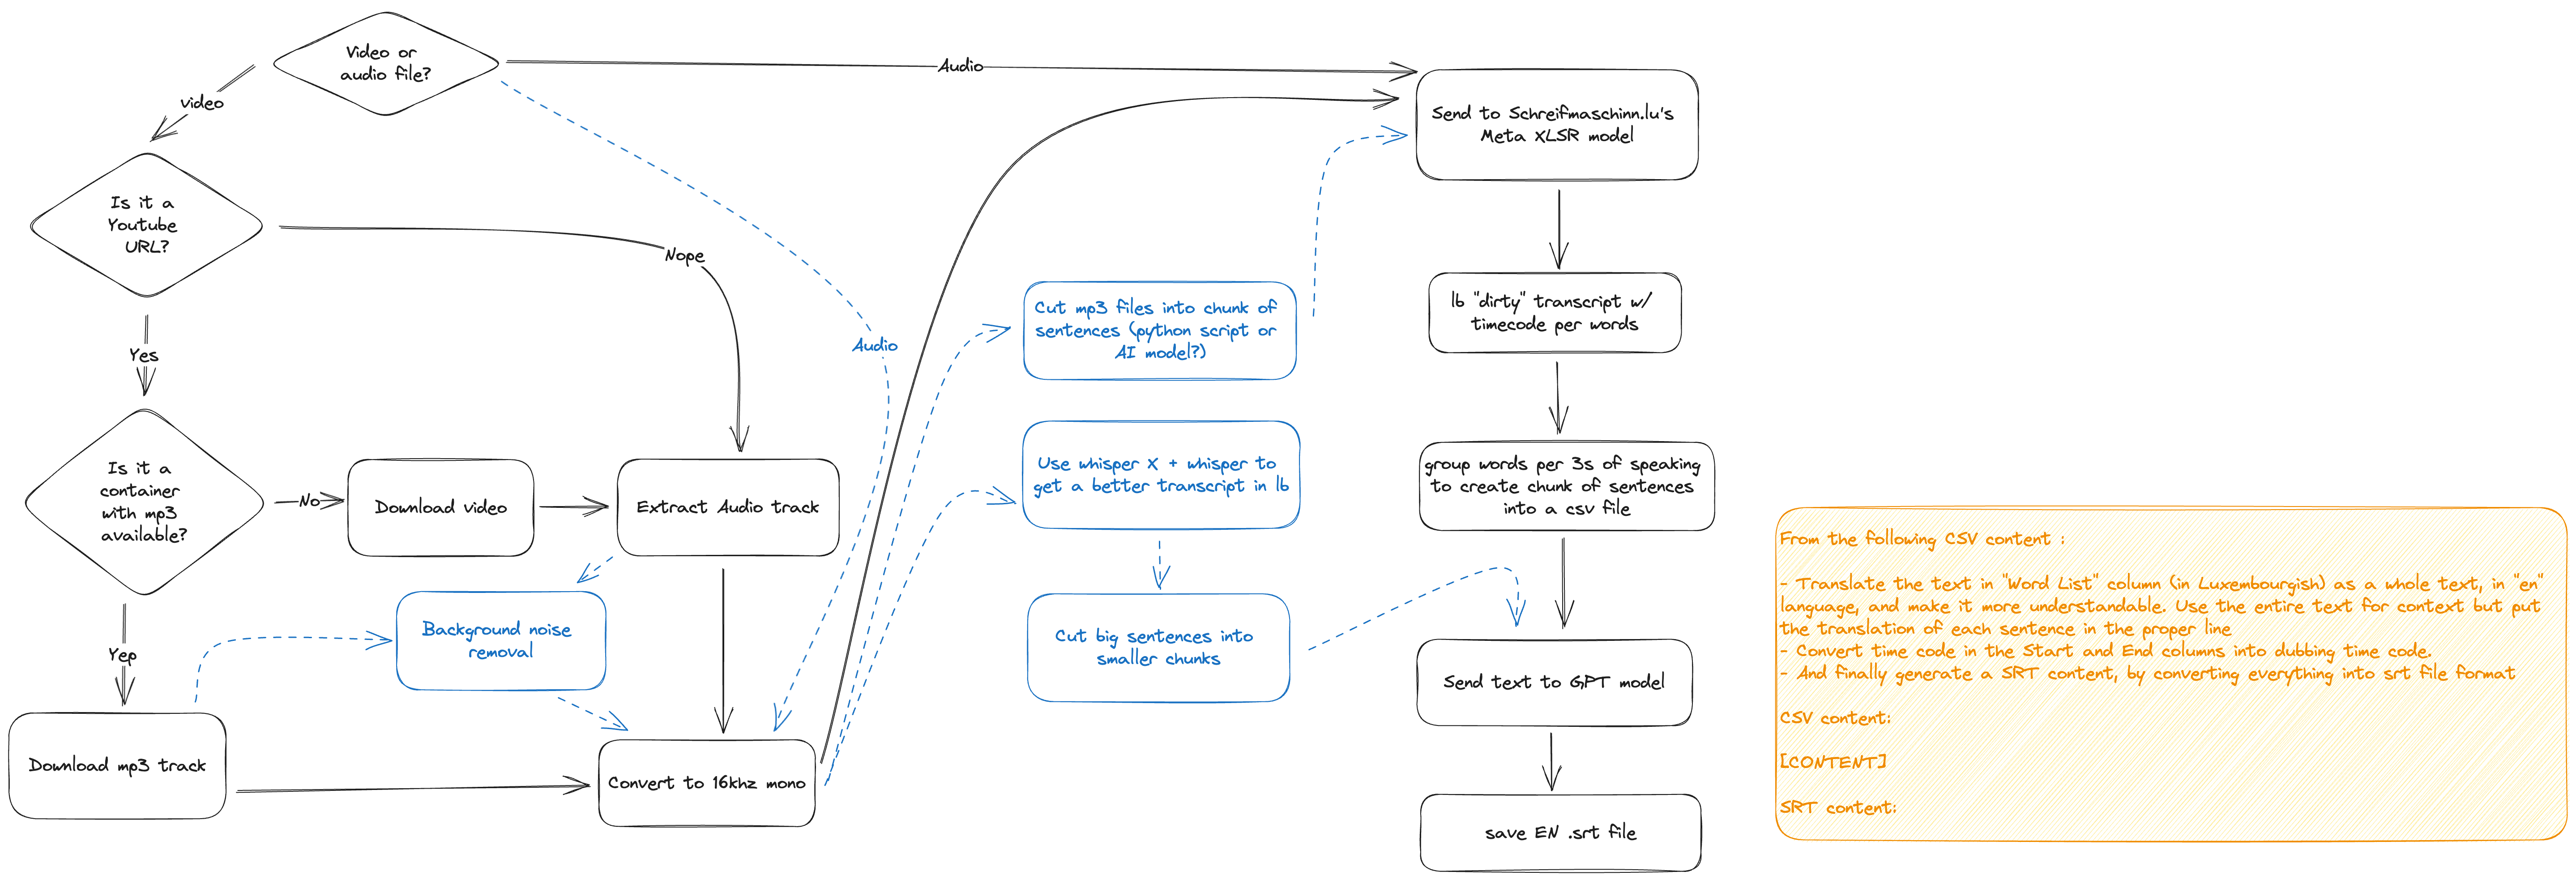 Video or
audio file?
Audio
video
Send to Schreifmaschinn.lu's
Meta XLSR model
Is it a
Youtube
URL?
Nope
lb "dirty" transcript w/
timecode per words
Cut mp3 files into chunk of
sentences (python script or
AI model?)
Audio
Yes
Is it a
container
with mp3
available?
No
Download video
Extract Audio track
Use whisper X + whisper to
get a better transcript in lb
group words per 3s of speaking
to create chunk of sentences
into a csv file
Background noise
removal
Cut big sentences into
smaller chunks
Yep
Send text to GPT model
Download mp3 track
Convert to 16khz mono
save EN .srt file
From the following CSV content :
- Translate the text in "Word List" column (in Luxembourgish) as a whole text, in "en"
language, and make it more understandable. Use the entire text for context but put
the translation of each sentence in the proper line
- Convert time code in the Start and End columns into dubbing time code.
- And finally generate a SRT content, by converting everything into srt file format
CSV content:
[CONTENT]
SRT content: